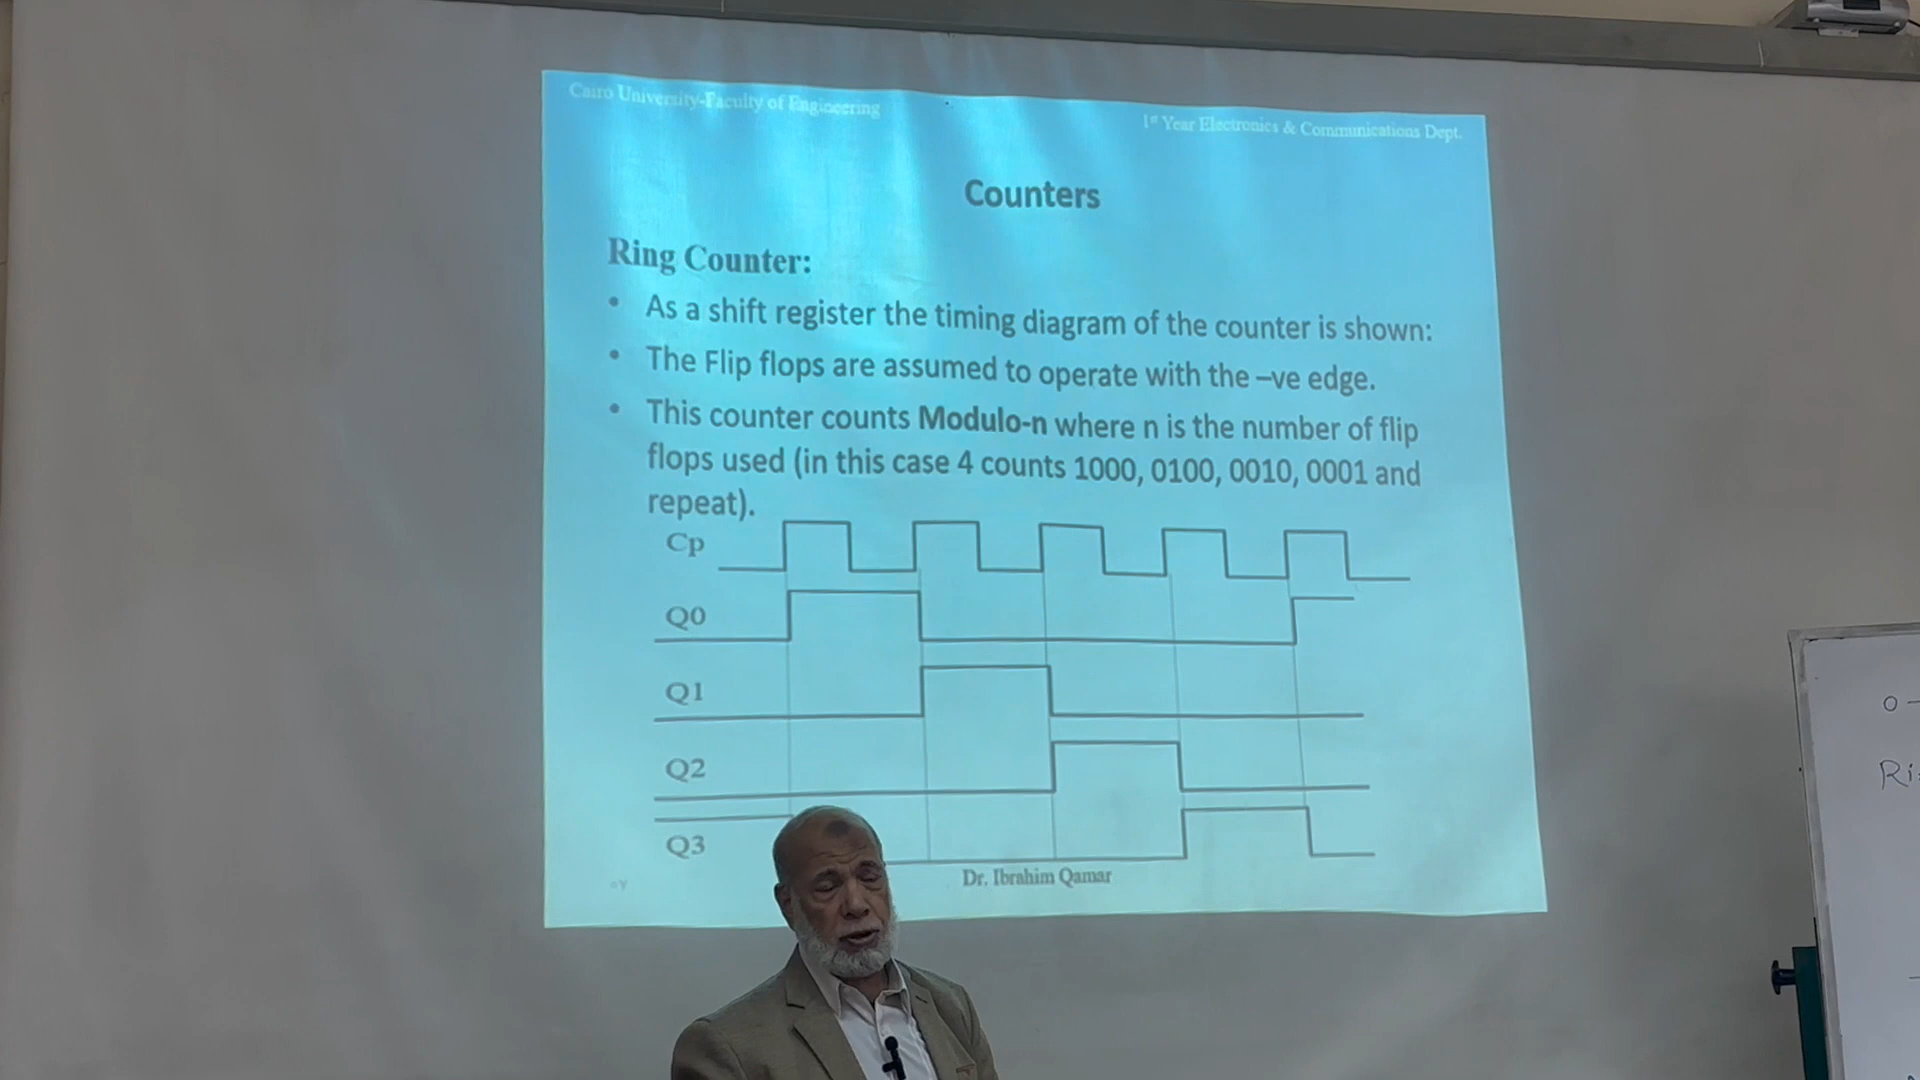 Cairo University-Faculty of Engineering
1st Year Electronics & Communications Dept.
Counters
Ring Counter:
• As a shift register the timing diagram of the counter is shown:
• The Flip flops are assumed to operate with the –ve edge.
• This counter counts Modulo-n where n is the number of flip
flops used (in this case 4 counts 1000, 0100, 0010, 0001 and
repeat).
Cp
Q0
Q1
Q2
Q3
Dr. Ibrahim Qamar